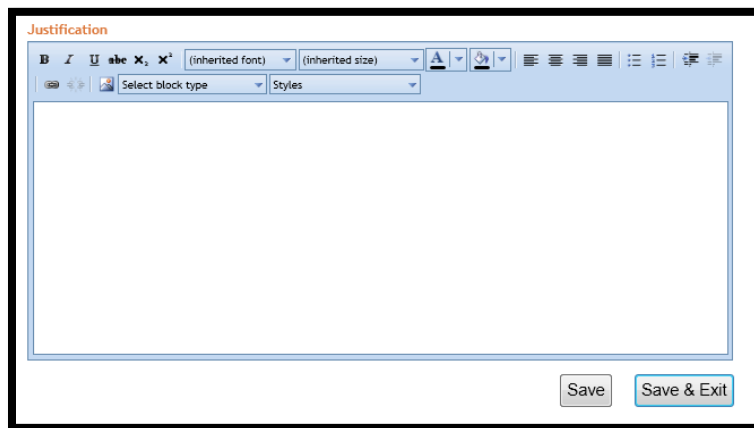 Justification
B I U abc X₂ X² (inherited font) (inherited size) A
Select block type Styles
Save Save & Exit